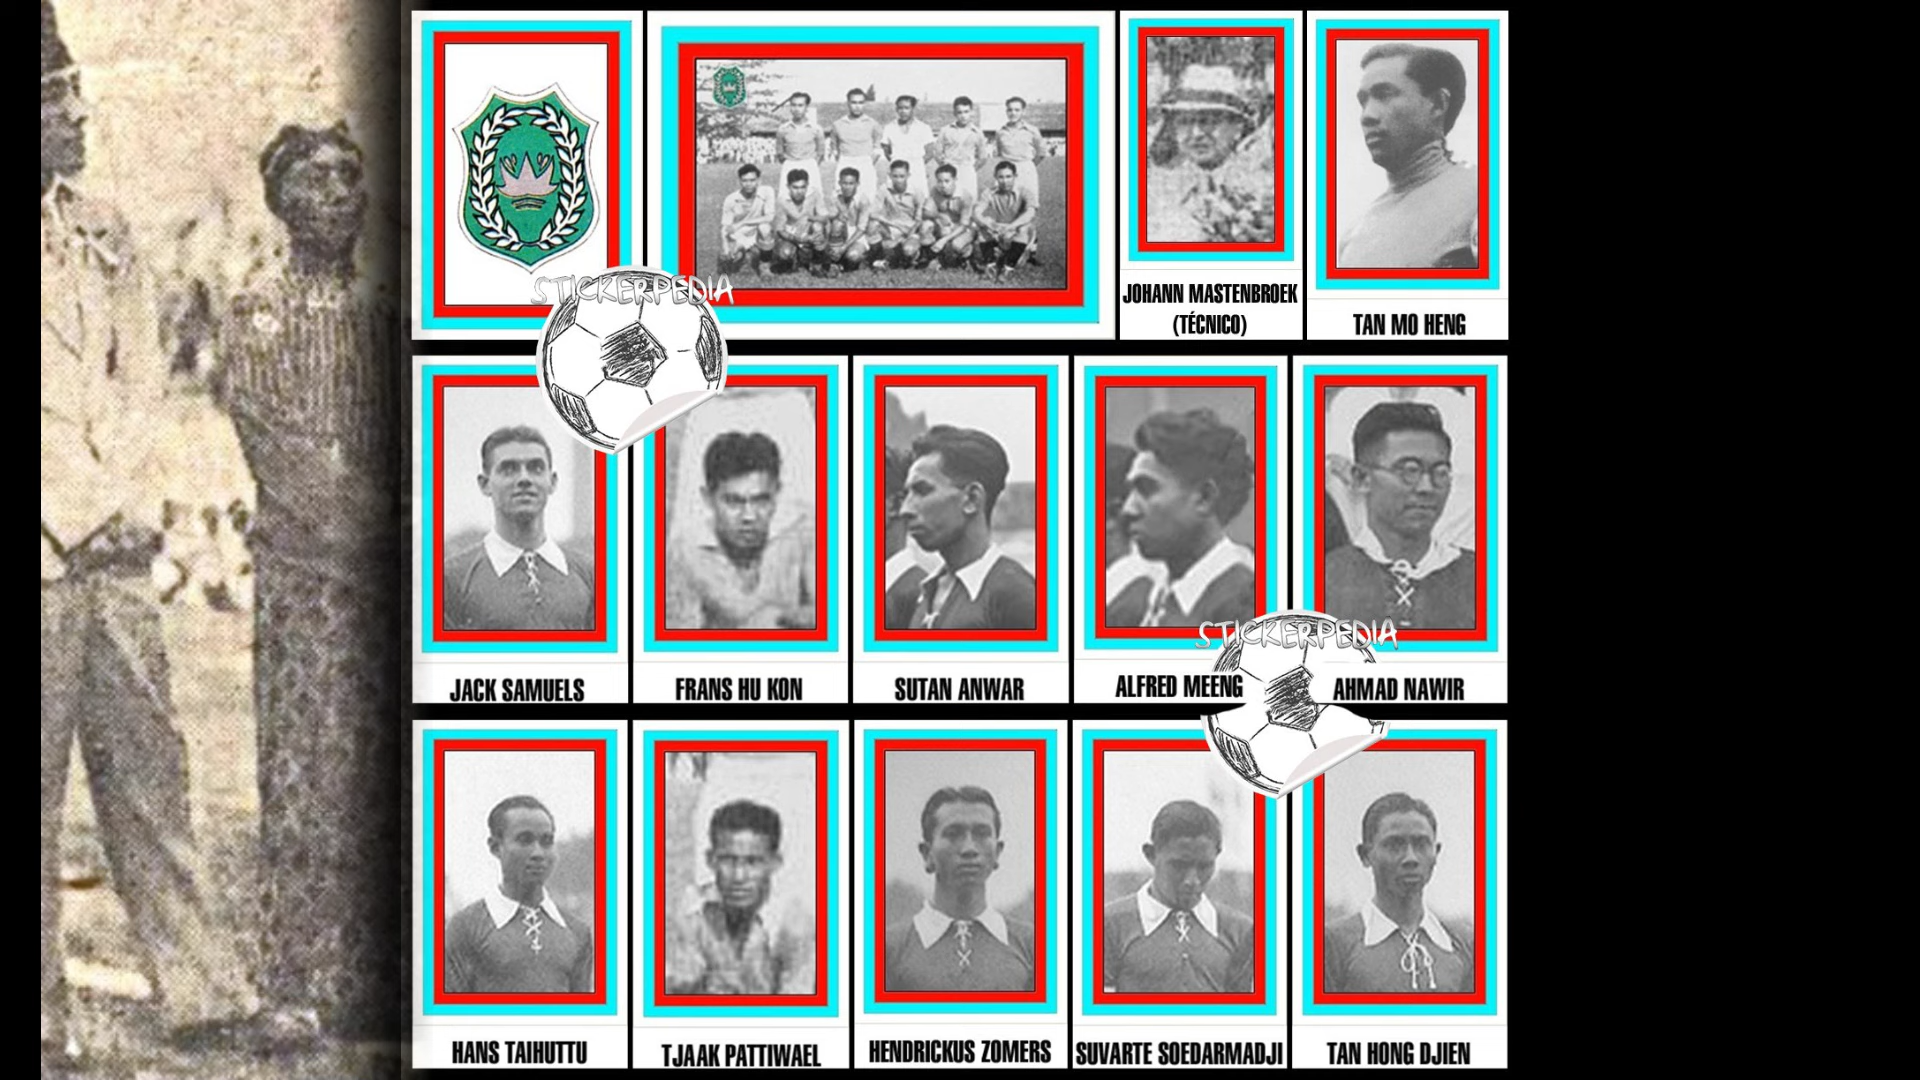 STICKERPEDIA
JOHANN MASTENBROEK
(TÉCNICO)
TAN MO HENG
JACK SAMUELS
FRANS HU KON
SUTAN ANWAR
ALFRED MEENG
STICKERPEDIA
AHMAD NAWIR
HANS TAIHUTTU
TJAAK PATTIWAEL
HENDRICKUS ZOMERS
SUVARTE SOEDARMADJI
TAN HONG DJIEN